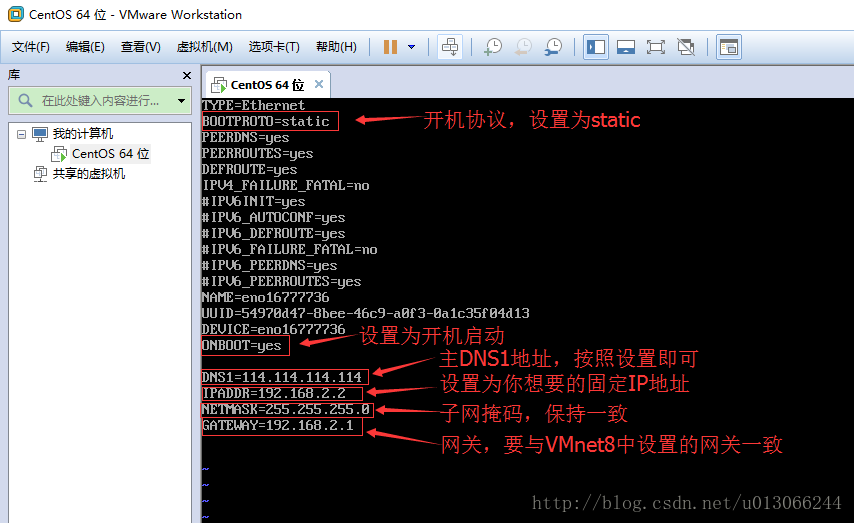 CentOS 64 位 - VMware Workstation
文件(F) 编辑(E) 查看(V) 虚拟机(M) 选项卡(T) 帮助(H)
库
在此处键入内容进行...
我的计算机
CentOS 64 位
共享的虚拟机
CentOS 64 位
TYPE=Ethernet
BOOTPROTO=static
开机协议，设置为static
PEERDNS=yes
PEERROUTES=yes
DEFROUTE=yes
IPV4_FAILURE_FATAL=no
#IPV6INIT=yes
#IPV6_AUTOCONF=yes
#IPV6_DEFROUTE=yes
#IPV6_FAILURE_FATAL=no
#IPV6_PEERDNS=yes
#IPV6_PEERROUTES=yes
NAME=eno16777736
UUID=54970d47-8bee-46c9-a0f3-0a1c35f04d13
DEVICE=eno16777736
设置为开机启动
ONBOOT=yes
主DNS1地址，按照设置即可
DNS1=114.114.114.114
设置为你想要的固定IP地址
IPADDR=192.168.2.2
NETMASK=255.255.255.0
子网掩码，保持一致
GATEWAY=192.168.2.1
网关，要与VMnet8中设置的网关一致
~
~
~
~
http://blog.csdn.net/u013066244